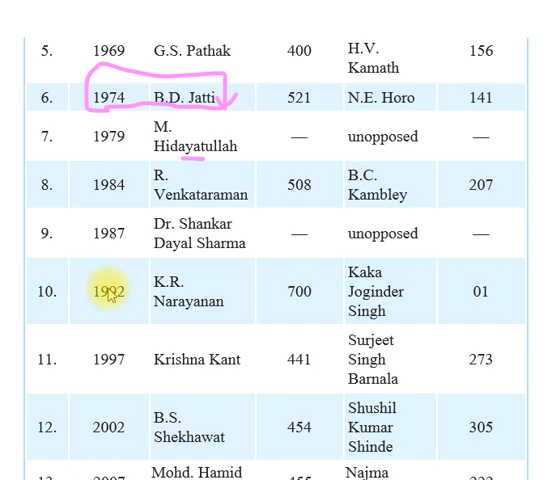 5. 1969 G.S. Pathak 400 H.V. 156
Kamath
6. 1974 B.D. Jatti 521 N.E. Horo 141
7. 1979 M. — unopposed —
Hidayatullah
8. 1984 R. 508 B.C. 207
Venkataraman Kambley
9. 1987 Dr. Shankar — unopposed —
Dayal Sharma
10. 1992 K.R. 700 Kaka 01
Narayanan Joginder
Singh
11. 1997 Krishna Kant 441 Surjeet 273
Singh
Barnala
12. 2002 B.S. 454 Shushil 305
Shekhawat Kumar
Shinde
Mohd. Hamid Najma